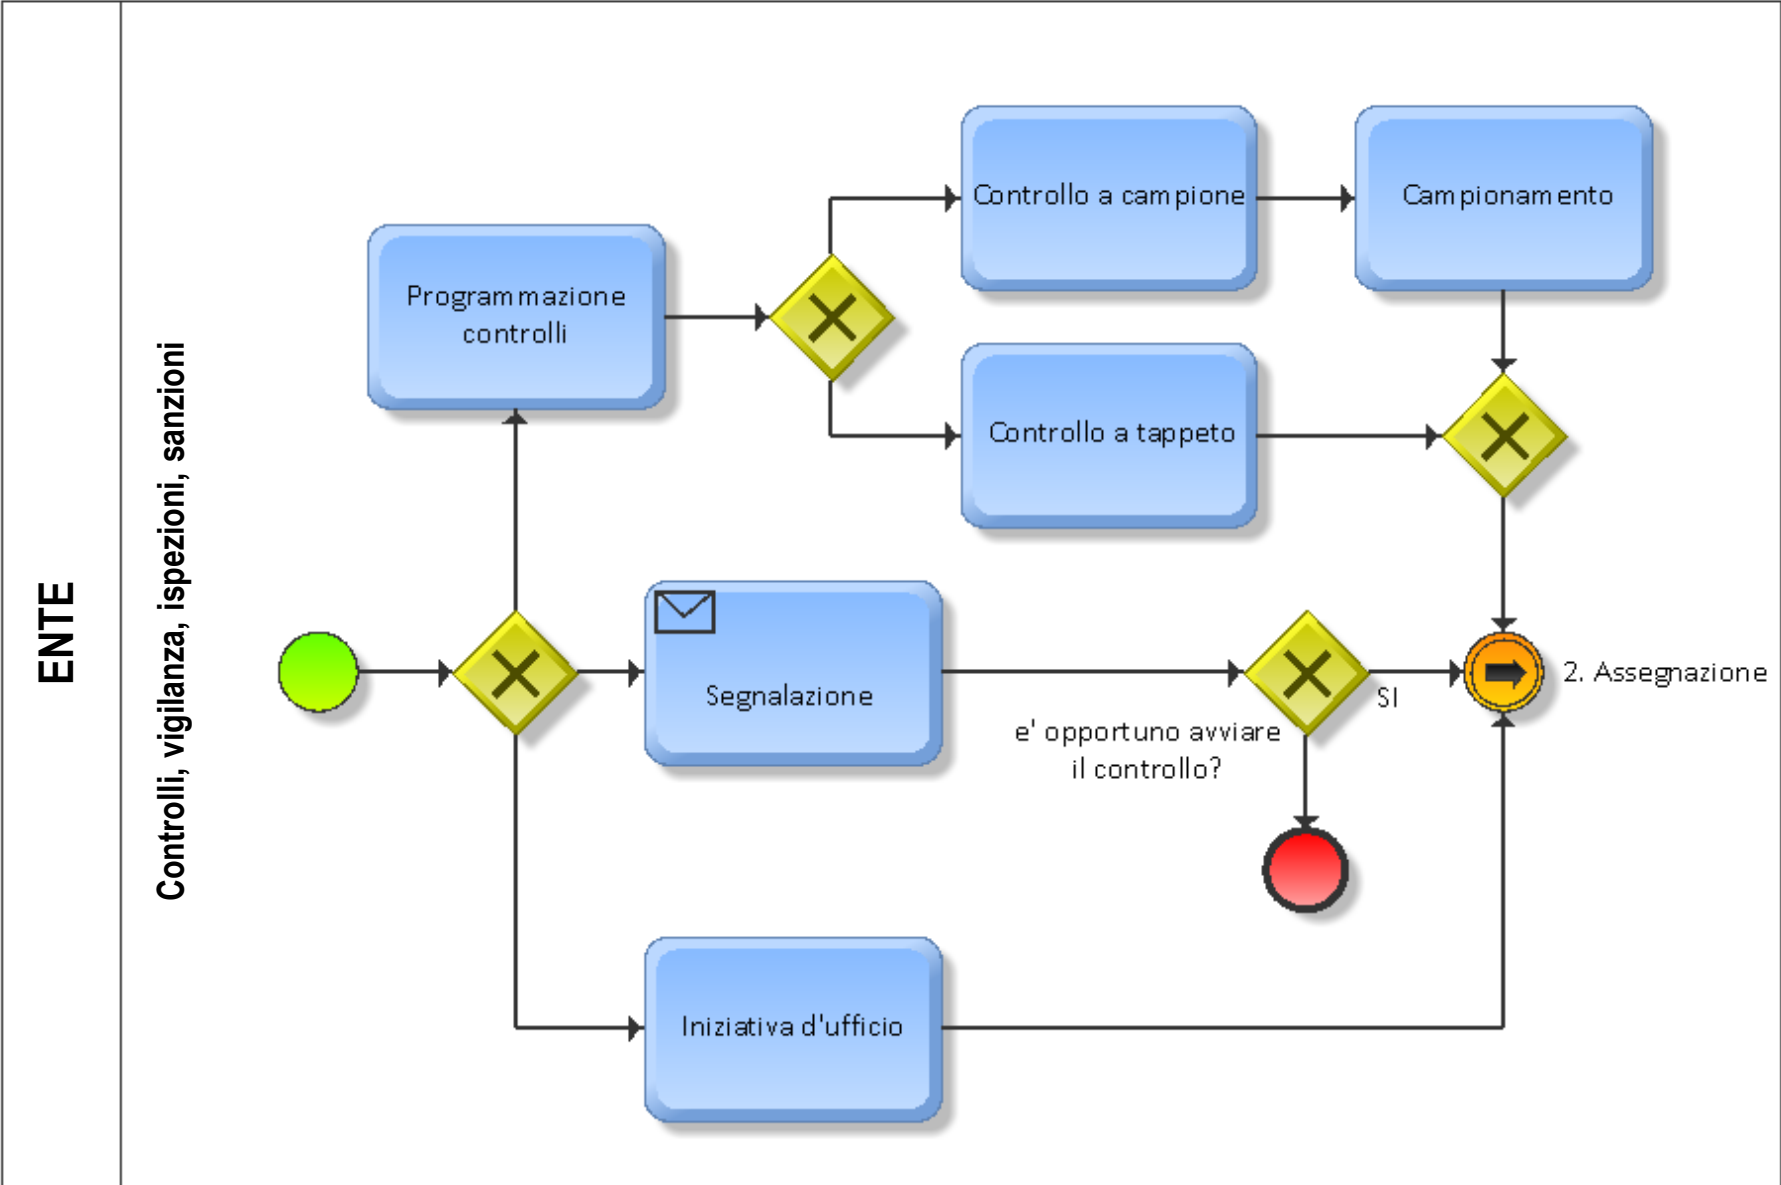 ENTE
Controlli, vigilanza, ispezioni, sanzioni
Controllo a campione
Campionamento
Programmazione
controlli
Controllo a tappeto
Segnalazione
SI
2. Assegnazione
e' opportuno avviare
il controllo?
Iniziativa d'ufficio